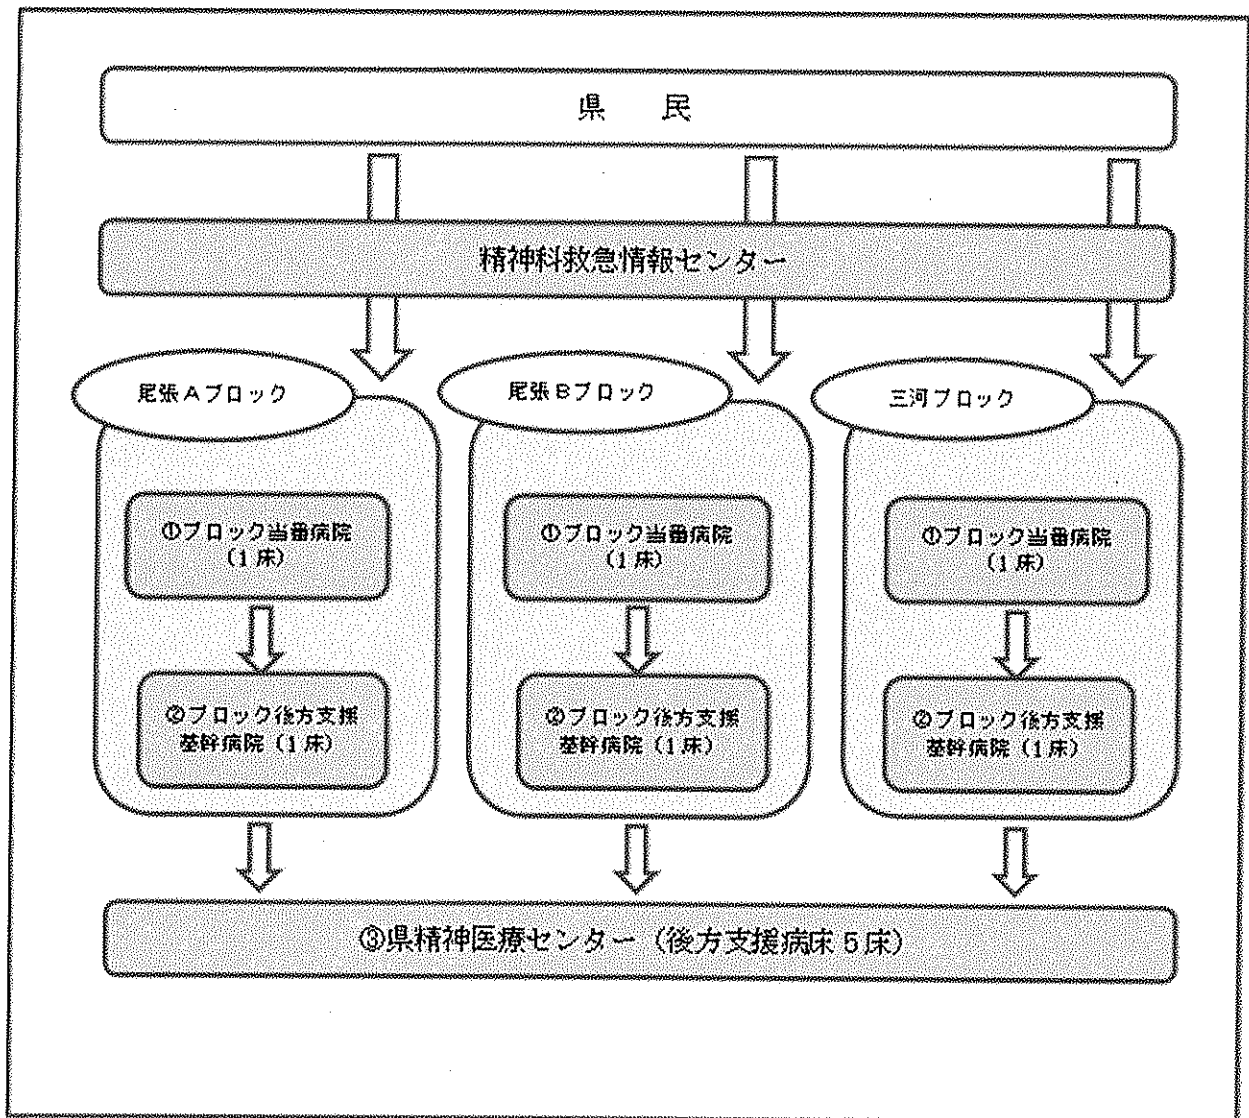 県　民
精神科救急情報センター
尾張Aブロック
①ブロック当番病院
(1床)
②ブロック後方支援
基幹病院(1床)
尾張Bブロック
①ブロック当番病院
(1床)
②ブロック後方支援
基幹病院(1床)
三河ブロック
①ブロック当番病院
(1床)
②ブロック後方支援
基幹病院(1床)
③県精神医療センター(後方支援病床5床)